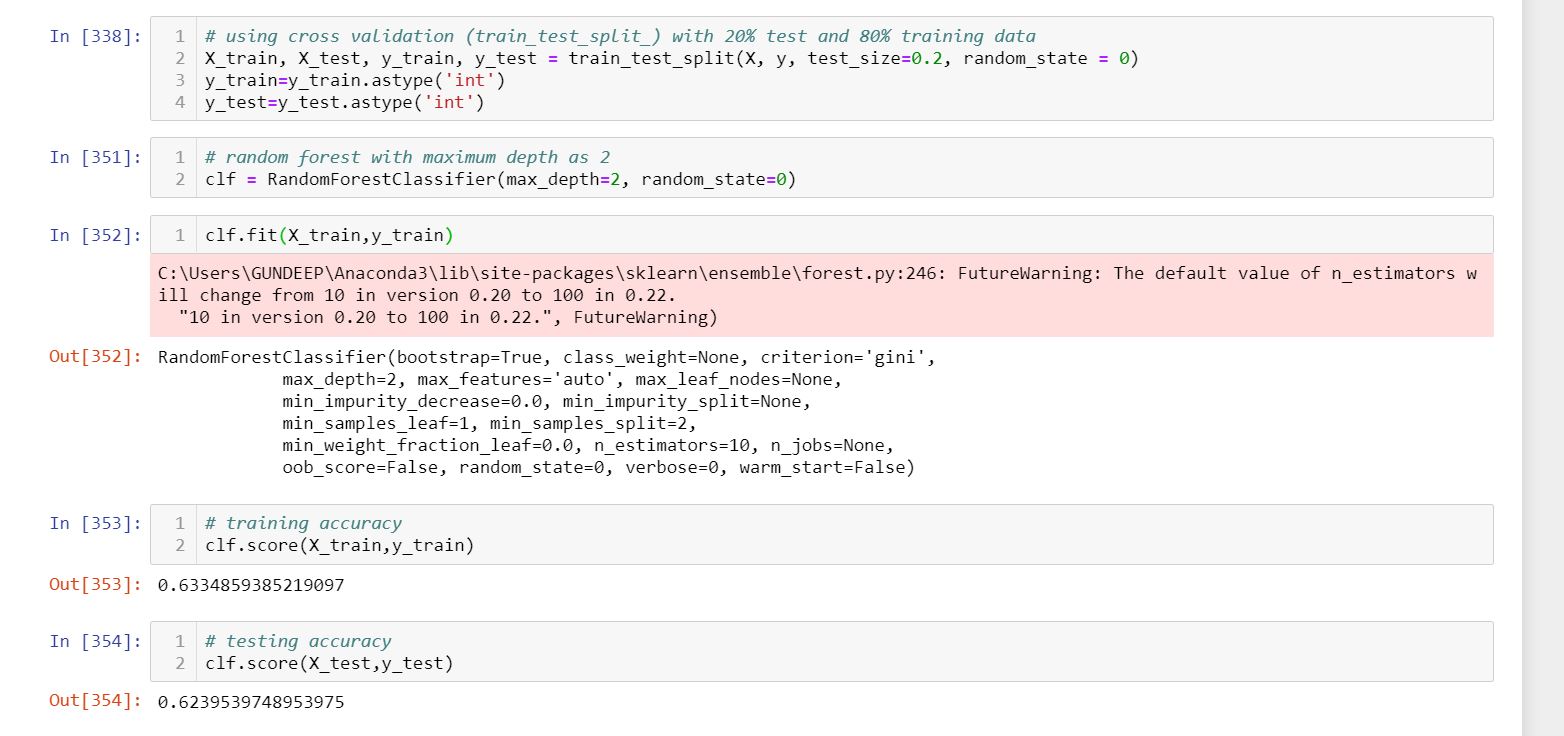 In [338]:
1 # using cross validation (train_test_split_) with 20% test and 80% training data
2 X_train, X_test, y_train, y_test = train_test_split(X, y, test_size=0.2, random_state = 0)
3 y_train=y_train.astype('int')
4 y_test=y_test.astype('int')
In [351]:
1 # random forest with maximum depth as 2
2 clf = RandomForestClassifier(max_depth=2, random_state=0)
In [352]:
1 clf.fit(X_train,y_train)
C:\Users\GUNDEEP\Anaconda3\lib\site-packages\sklearn\ensemble\forest.py:246: FutureWarning: The default value of n_estimators w
ill change from 10 in version 0.20 to 100 in 0.22.
"10 in version 0.20 to 100 in 0.22.", FutureWarning)
Out[352]: RandomForestClassifier(bootstrap=True, class_weight=None, criterion='gini',
max_depth=2, max_features='auto', max_leaf_nodes=None,
min_impurity_decrease=0.0, min_impurity_split=None,
min_samples_leaf=1, min_samples_split=2,
min_weight_fraction_leaf=0.0, n_estimators=10, n_jobs=None,
oob_score=False, random_state=0, verbose=0, warm_start=False)
In [353]:
1 # training accuracy
2 clf.score(X_train,y_train)
Out[353]: 0.6334859385219097
In [354]:
1 # testing accuracy
2 clf.score(X_test,y_test)
Out[354]: 0.6239539748953975